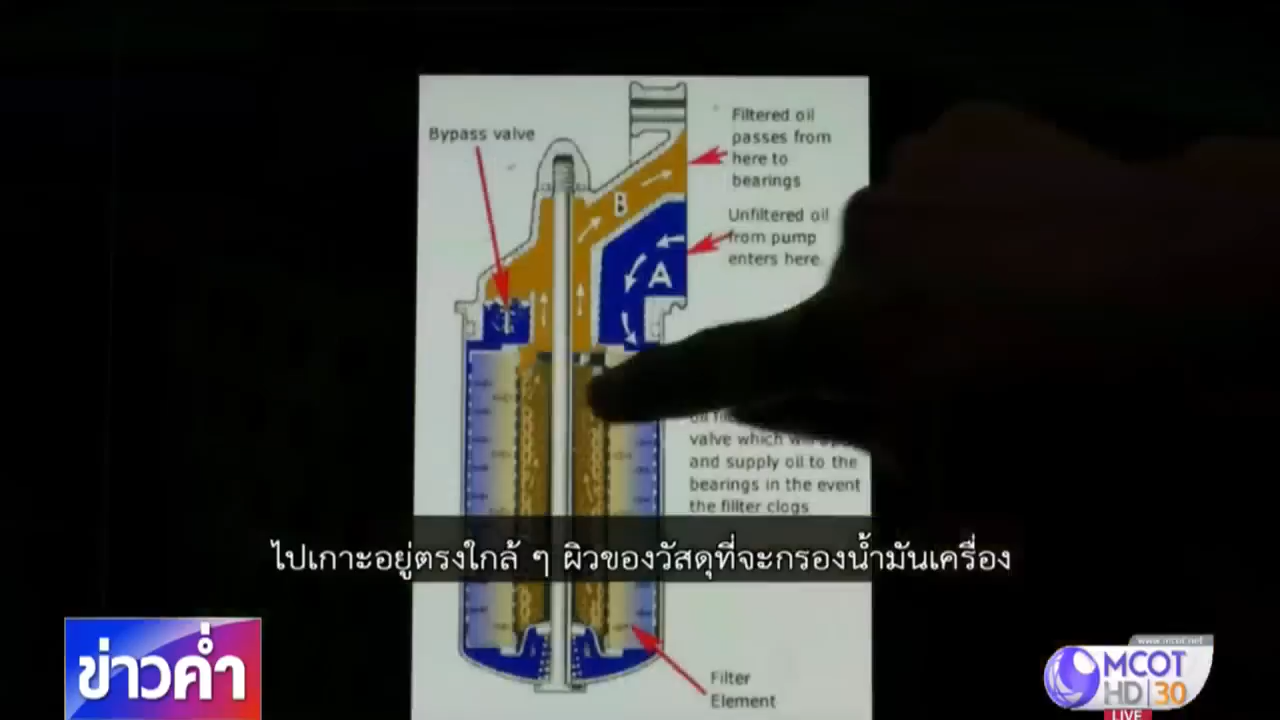 Bypass valve
Filtered oil
passes from
here to
bearings
B
Unfiltered oil
from pump
enters here
A
valve which
and supply oil to the
bearings in the event
the fillter clogs
ไปเกาะอยู่ตรงใกล้ ๆ ผิวของวัสดุที่จะกรองน้ำมันเครื่อง
Filter
Element
ข่าวค่ำ
www.mcot.net
MCOT
HD 30
LIVE